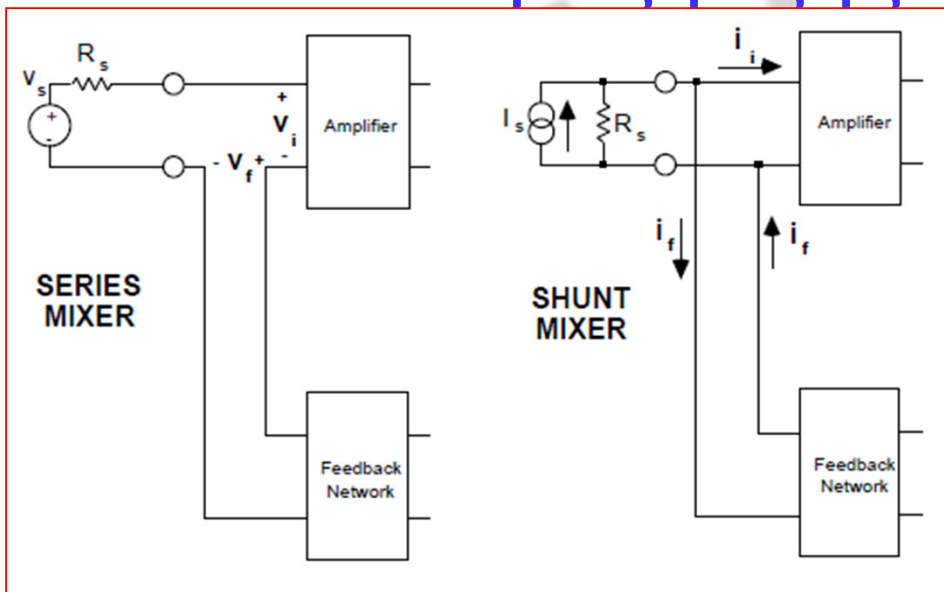 V s
R s
+
-
+
V i
-
- V f +
Amplifier
SERIES
MIXER
Feedback
Network
i i
I s
R s
Amplifier
i f
i f
SHUNT
MIXER
Feedback
Network